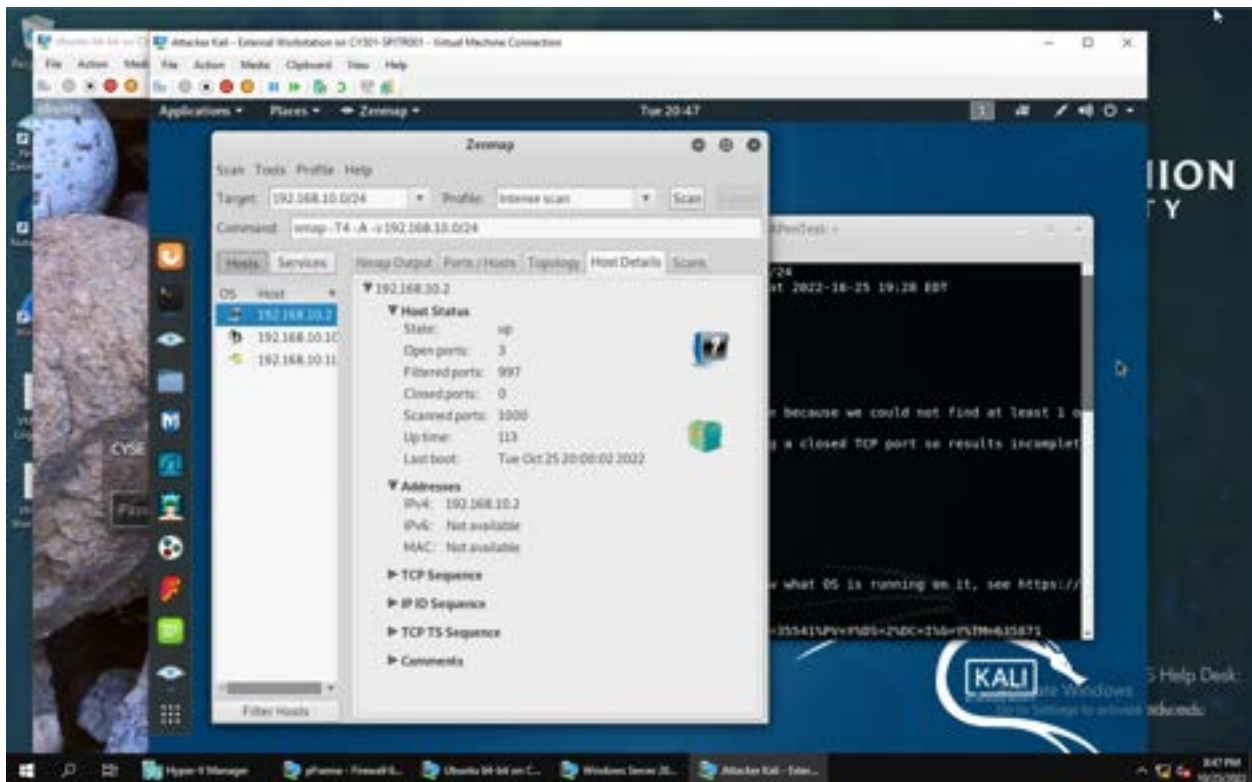 Attacker Kali - External Workstation on CY301-SPITR001 - Virtual Machine Connection
File Action Media Clipboard View Help
File Action
Applications Places Zenmap Tue 20:47
Zenmap
Scan Tools Profile Help
Target: 192.168.10.0/24 Profile: Intense scan Scan
Command: nmap -T4 -A -v 192.168.10.0/24
Hosts Services Nmap Output Ports / Hosts Topology Host Details Scans
OS Host
192.168.10.2
192.168.10.10
192.168.10.11
192.168.10.2
Host Status
State: up
Open ports: 3
Filtered ports: 997
Closed ports: 0
Scanned ports: 1000
Up time: 113
Last boot: Tue Oct 25 20:00:02 2022
Addresses
IPv4: 192.168.10.2
IPv6: Not available
MAC: Not available
TCP Sequence
IP ID Sequence
TCP TS Sequence
Comments
Filter Hosts
/24
at 2022-10-25 19:28 EDT
because we could not find at least 1 o
g a closed TCP port so results incomplet
what OS is running on it, see https://
NION
TY
CYSE
KALI
Help Desk:
Windows
Go to Settings to activate
Hyper-V Manager
Ubuntu 64-bit on C...
Windows Server 20...
Attacker Kali - Exter...
8:47 PM